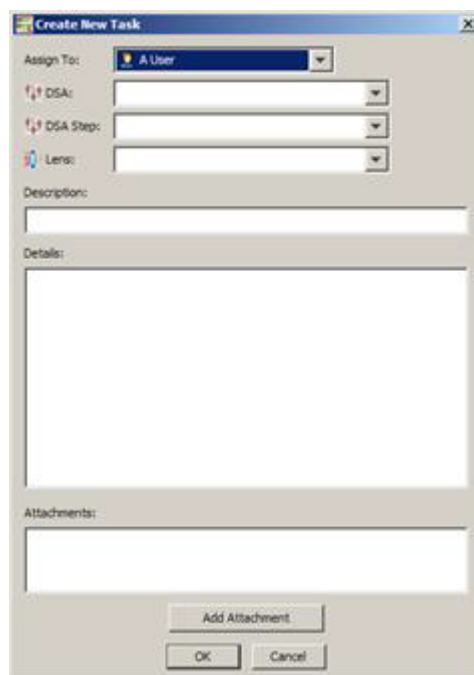 Create New Task
Assign To: A User
DSA:
DSA Step:
Lens:
Description:
Details:
Attachments:
Add Attachment
OK Cancel